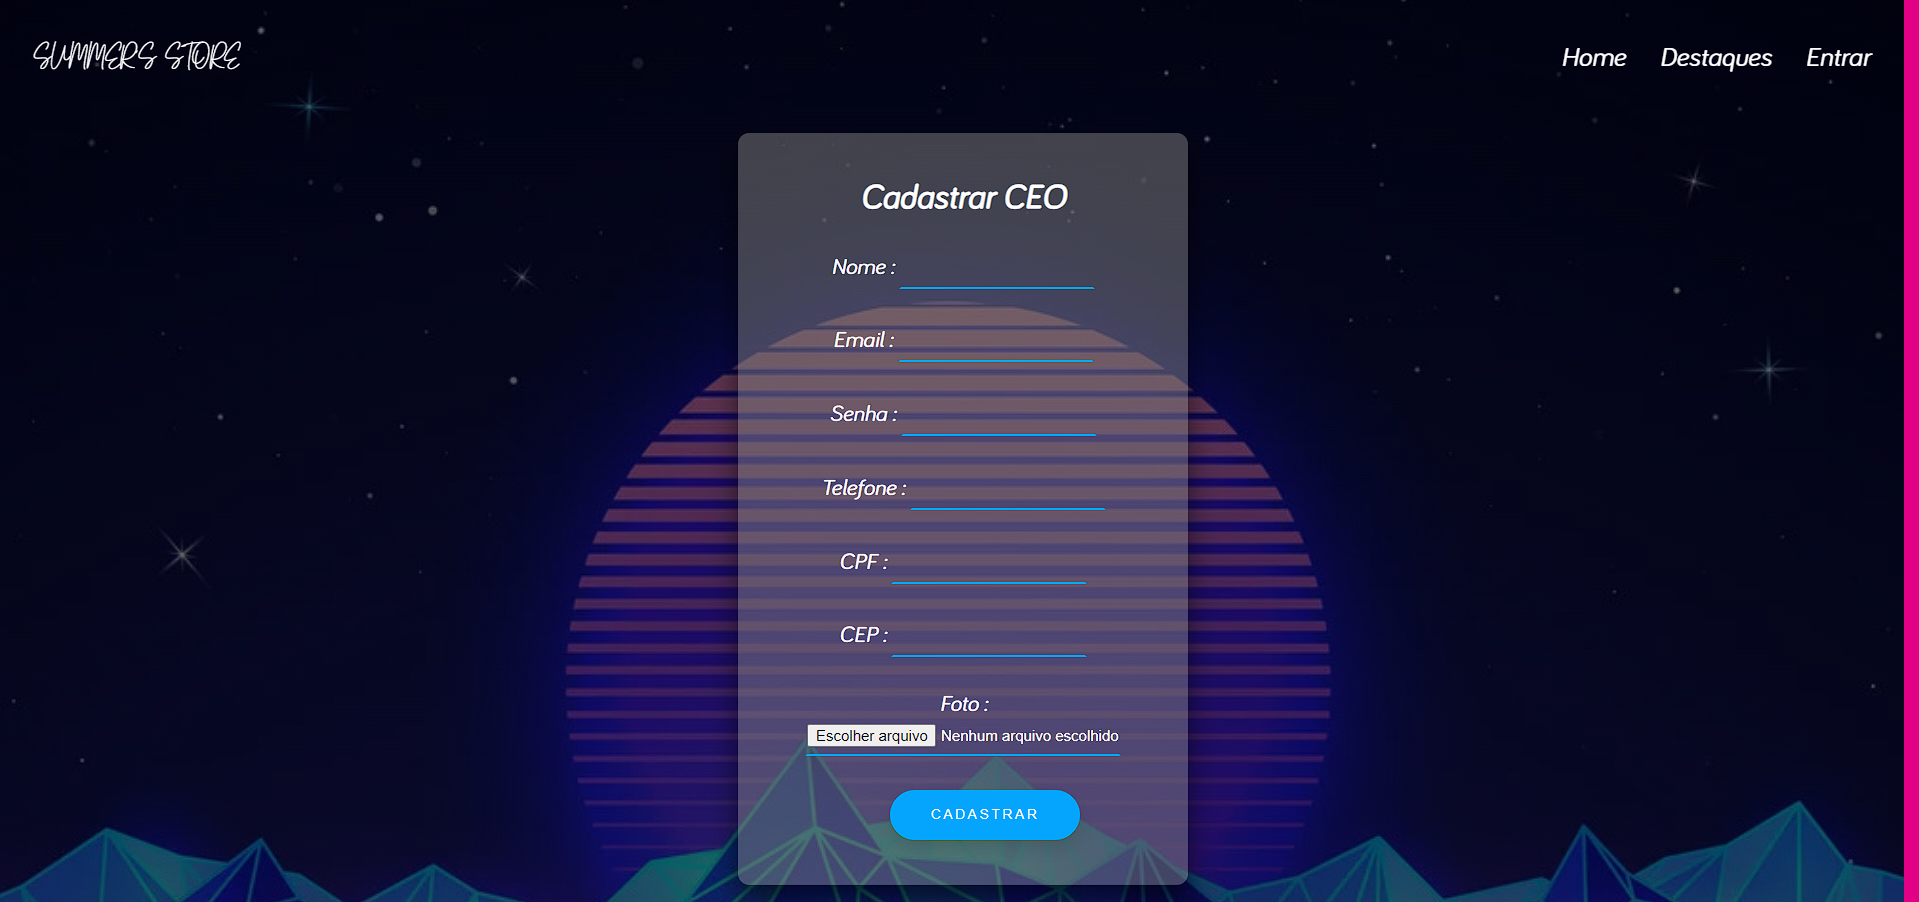 SUMMERS STORE
Home Destaques Entrar
Cadastrar CEO
Nome :
Email :
Senha :
Telefone :
CPF :
CEP :
Foto :
Escolher arquivo Nenhum arquivo escolhido
CADASTRAR